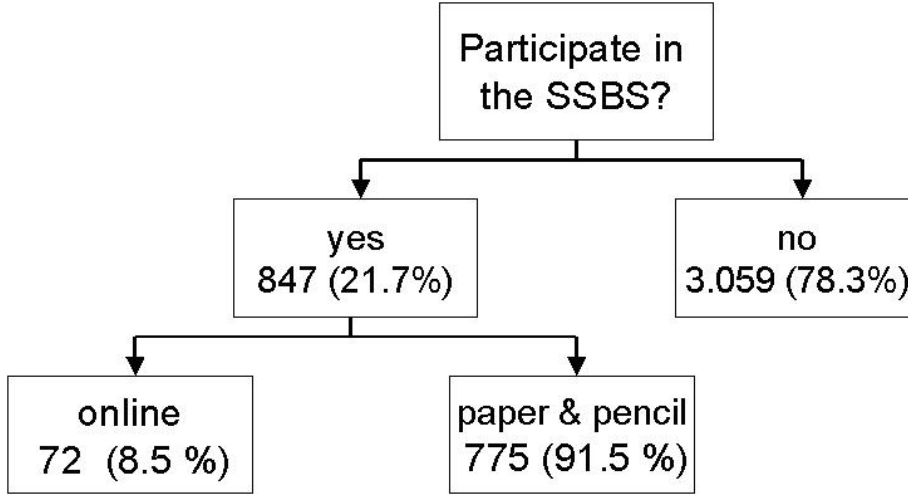 Participate in
the SSBS?
yes
847 (21.7%)
no
3.059 (78.3%)
online
72 (8.5 %)
paper & pencil
775 (91.5 %)